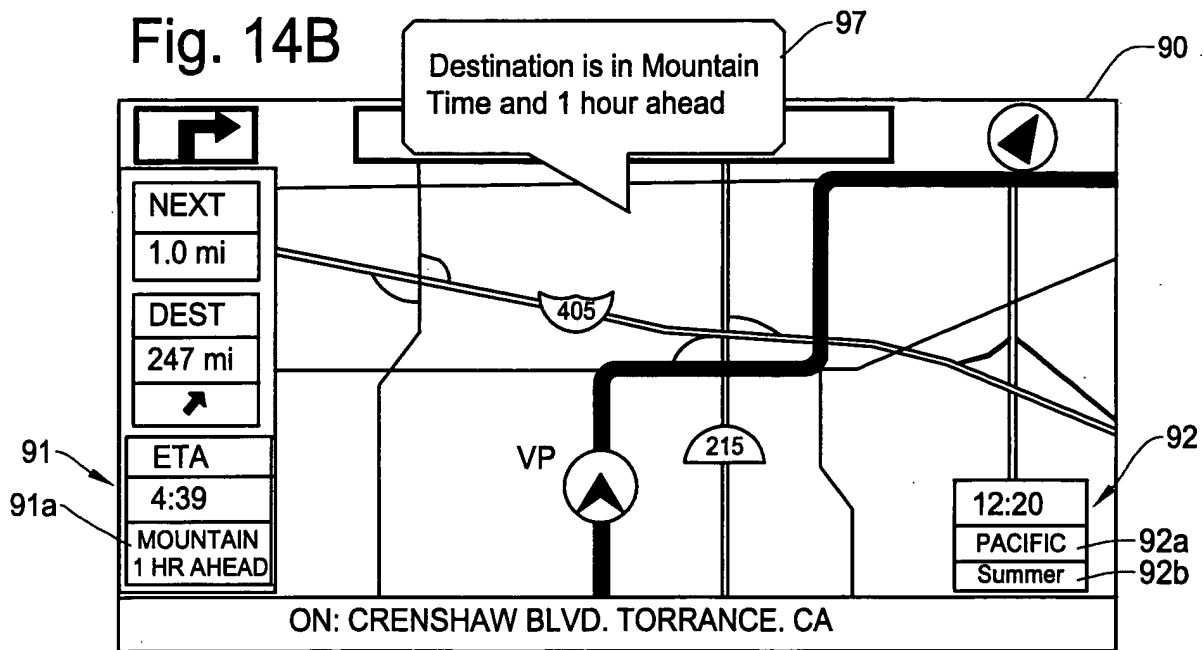 Fig. 14B
97
90
Destination is in Mountain
Time and 1 hour ahead
NEXT
1.0 mi
DEST
247 mi
405
215
VP
91
ETA
4:39
91a
MOUNTAIN
1 HR AHEAD
92
12:20
PACIFIC
92a
Summer
92b
ON: CRENSHAW BLVD. TORRANCE. CA